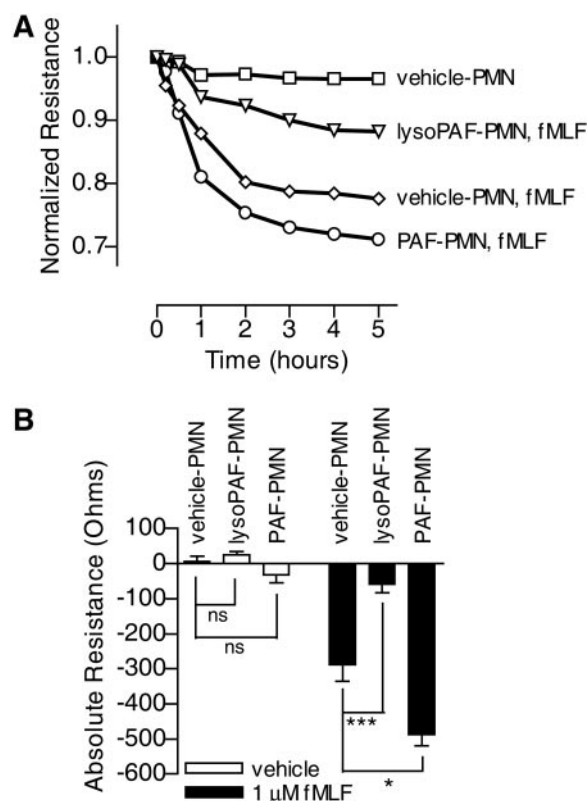 A
Normalized Resistance
1.0
0.9
0.8
0.7
vehicle-PMN
lysoPAF-PMN, fMLF
vehicle-PMN, fMLF
PAF-PMN, fMLF
0 1 2 3 4 5
Time (hours)
B
vehicle-PMN
lysoPAF-PMN
PAF-PMN
vehicle-PMN
lysoPAF-PMN
PAF-PMN
Absolute Resistance (Ohms)
100
0
-100
-200
-300
-400
-500
-600
ns
ns
***
*
vehicle
1 µM fMLF